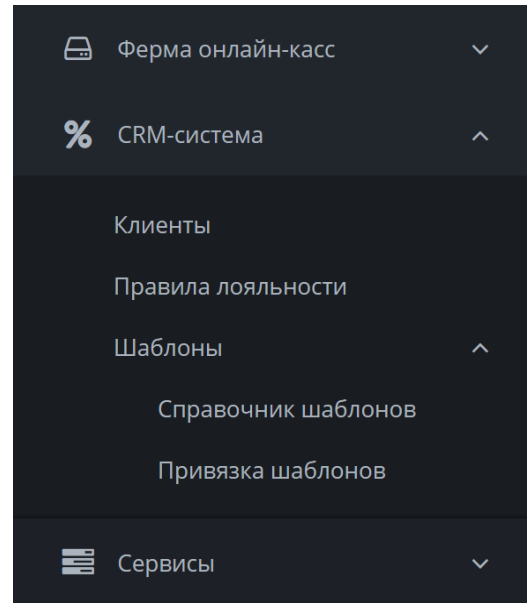 Ферма онлайн-касс
CRM-система
Клиенты
Правила лояльности
Шаблоны
Справочник шаблонов
Привязка шаблонов
Сервисы